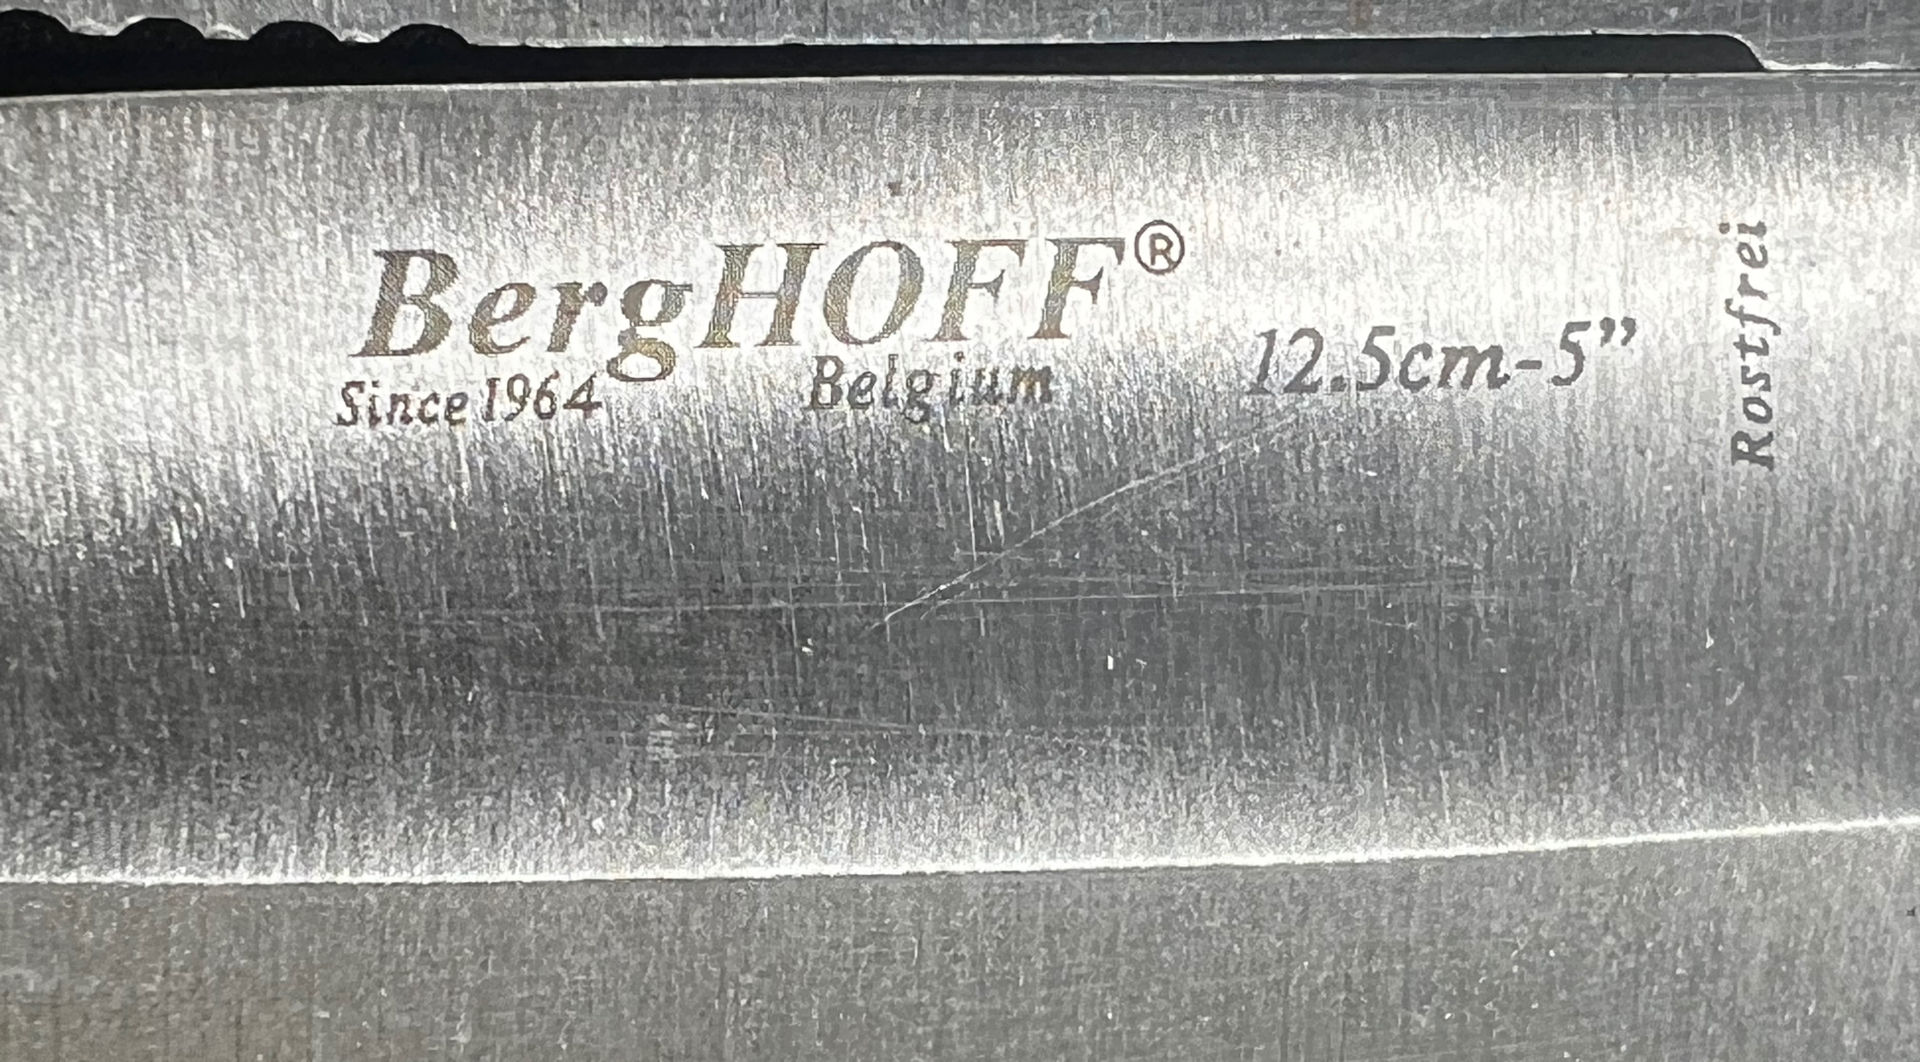 BergHOFF®
Since 1964 Belgium
12.5cm-5”
Rostfrei